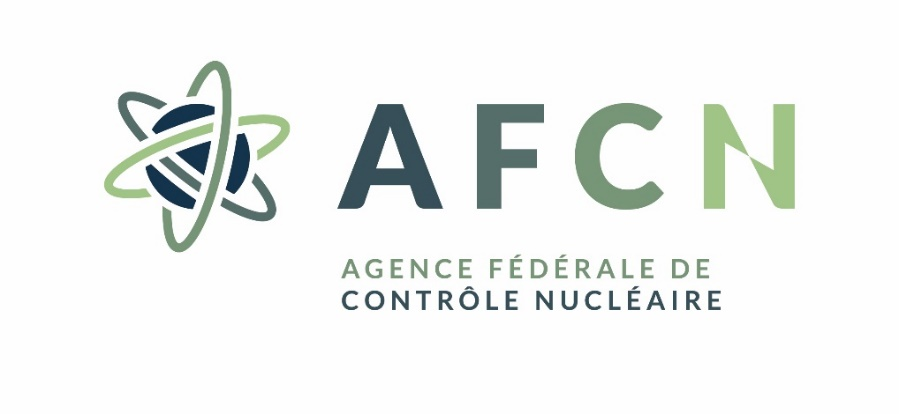 AFCN
AGENCE FÉDÉRALE DE
CONTRÔLE NUCLÉAIRE